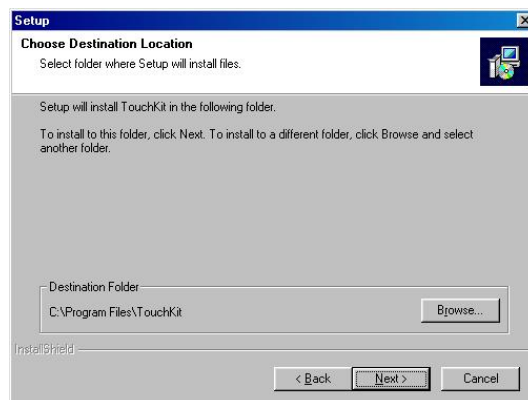 Setup
Choose Destination Location
Select folder where Setup will install files.
Setup will install TouchKit in the following folder.
To install to this folder, click Next. To install to a different folder, click Browse and select
another folder.
Destination Folder
C:\Program Files\TouchKit
Browse...
InstallShield
< Back
Next >
Cancel